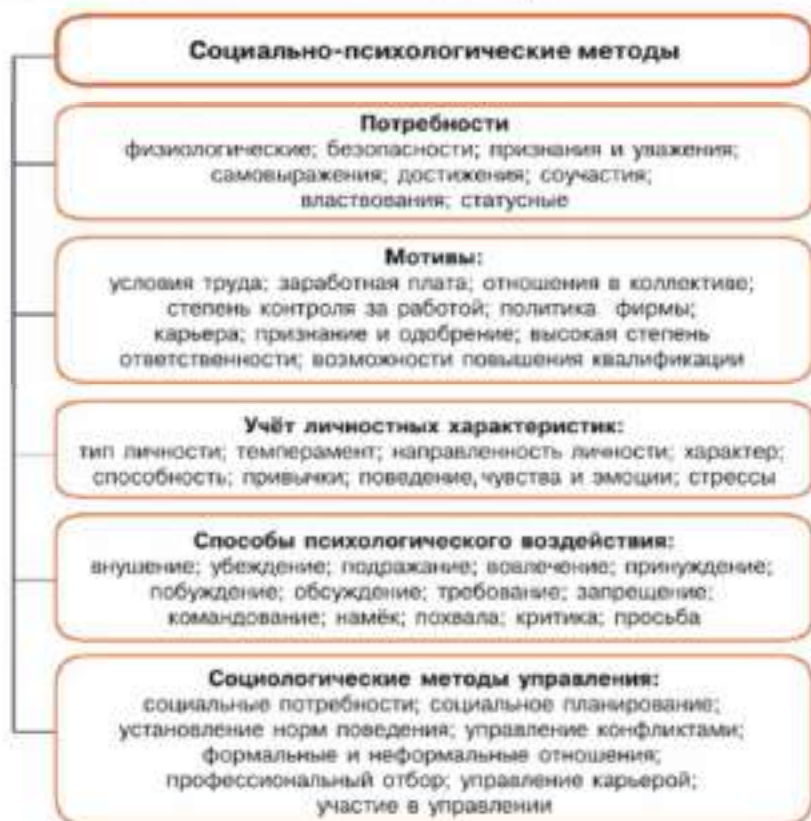 Социально-психологические методы
Потребности
физиологические; безопасности; признания и уважения;
самовыражения; достижения; соучастия;
властвования; статусные
Мотивы:
условия труда; заработная плата; отношения в коллективе;
степень контроля за работой; политика фирмы;
карьера; признание и одобрение; высокая степень
ответственности; возможности повышения квалификации
Учёт личностных характеристик:
тип личности; темперамент; направленность личности; характер;
способность; привычки; поведение, чувства и эмоции; стрессы
Способы психологического воздействия:
внушение; убеждение; подражание; вовлечение; принуждение;
побуждение; обсуждение; требование; запрещение;
командование; намёк; похвала; критика; просьба
Социологические методы управления:
социальные потребности; социальное планирование;
установление норм поведения; управление конфликтами;
формальные и неформальные отношения;
профессиональный отбор; управление карьерой;
участие в управлении